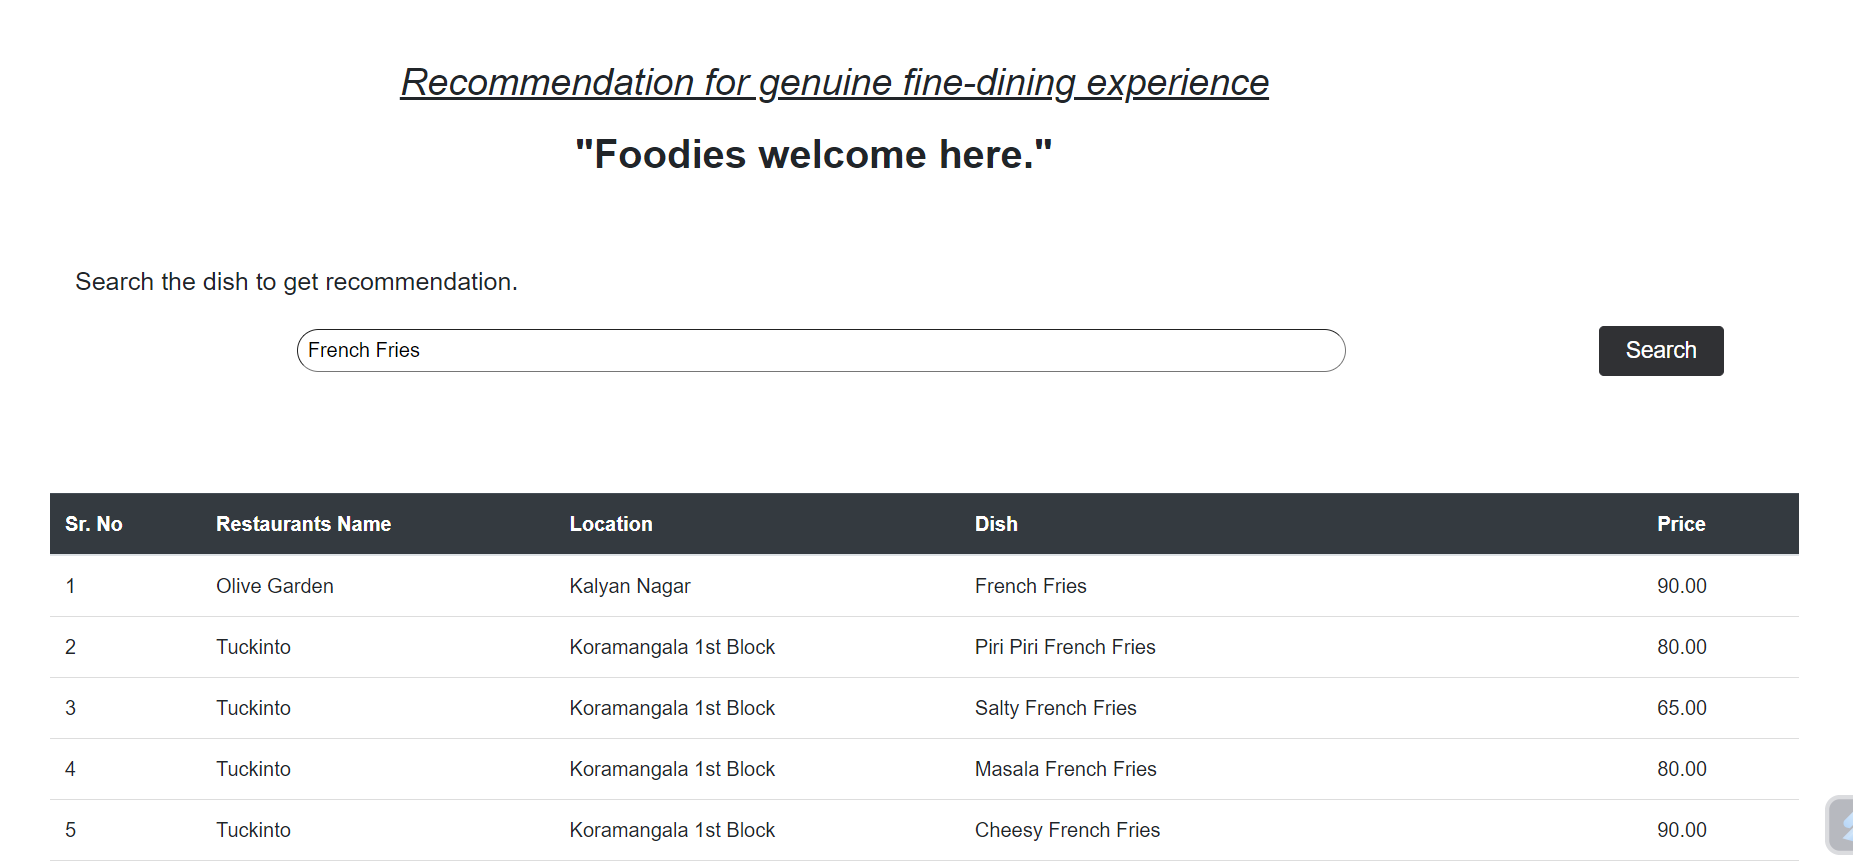 Recommendation for genuine fine-dining experience
"Foodies welcome here."
Search the dish to get recommendation.
French Fries
Search
Sr. No Restaurants Name Location Dish Price
1 Olive Garden Kalyan Nagar French Fries 90.00
2 Tuckinto Koramangala 1st Block Piri Piri French Fries 80.00
3 Tuckinto Koramangala 1st Block Salty French Fries 65.00
4 Tuckinto Koramangala 1st Block Masala French Fries 80.00
5 Tuckinto Koramangala 1st Block Cheesy French Fries 90.00